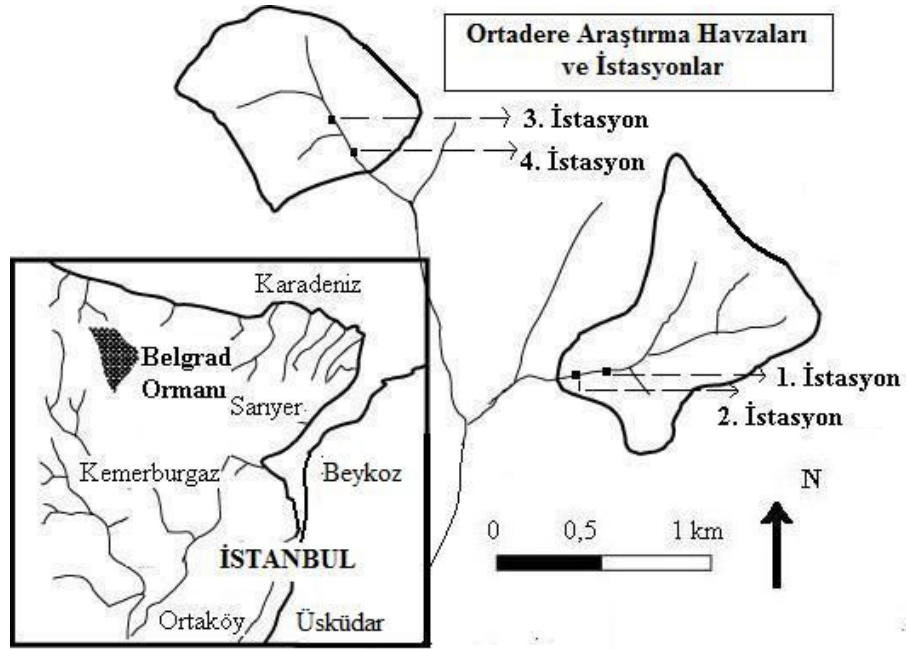 Ortadere Araştırma Havzaları
ve İstasyonlar
3. İstasyon
4. İstasyon
Karadeniz
Belgrad
Ormanı
Sarıyer
Kemerburgaz
Beykoz
İSTANBUL
Ortaköy
Üsküdar
1. İstasyon
2. İstasyon
N
0 0,5 1 km